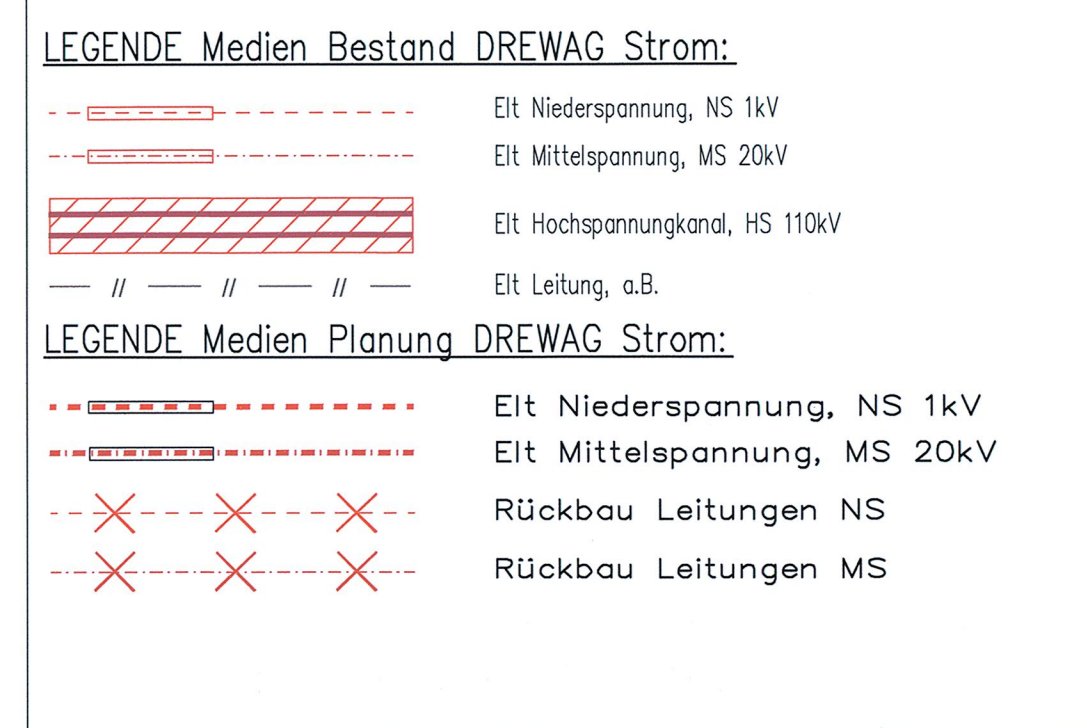 LEGENDE Medien Bestand DREWAG Strom:
Elt Niederspannung, NS 1kV
Elt Mittelspannung, MS 20kV
Elt Hochspannungkanal, HS 110kV
Elt Leitung, a.B.
LEGENDE Medien Planung DREWAG Strom:
Elt Niederspannung, NS 1kV
Elt Mittelspannung, MS 20kV
Rückbau Leitungen NS
Rückbau Leitungen MS